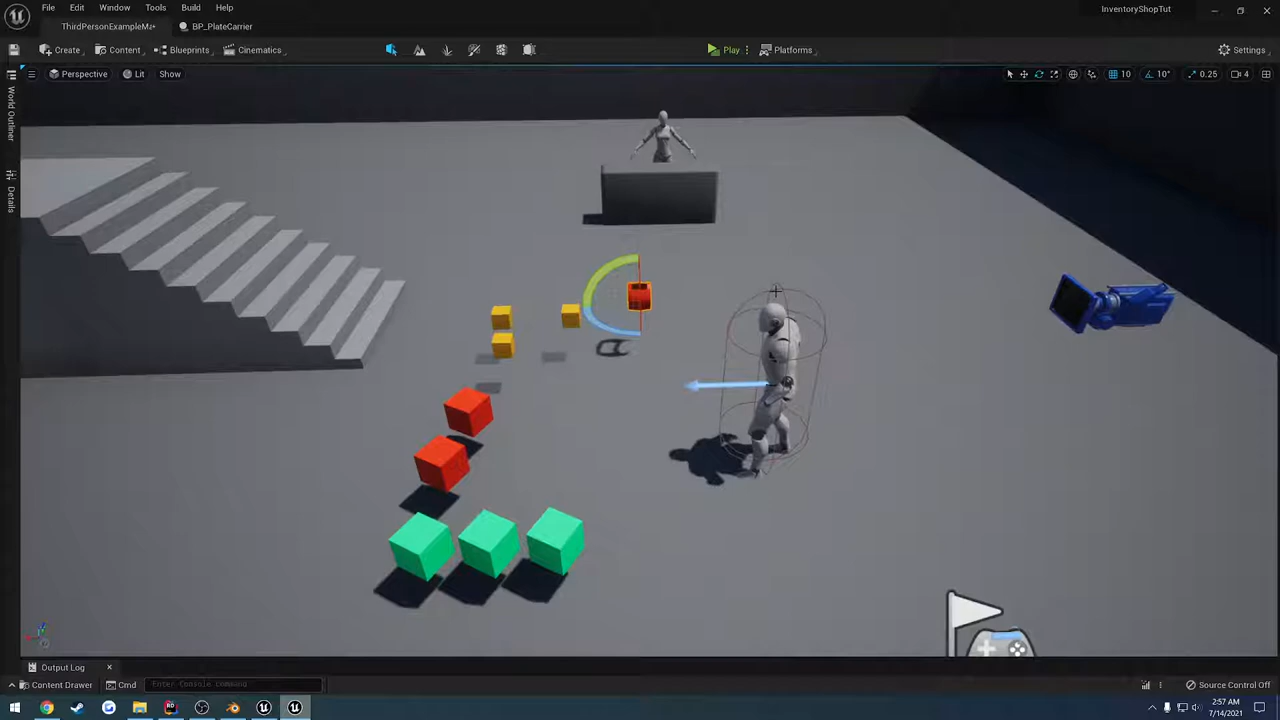 File Edit Window Tools Build Help InventoryShopTut
ThirdPersonExampleMa• BP_PlateCarrier
Create Content Blueprints Cinematics Play Platforms Settings
Perspective Lit Show 10 10° 0.25 4
World Outliner
Details
Output Log
Content Drawer Cmd Enter Console Command Source Control Off
2:57 AM
7/14/2021